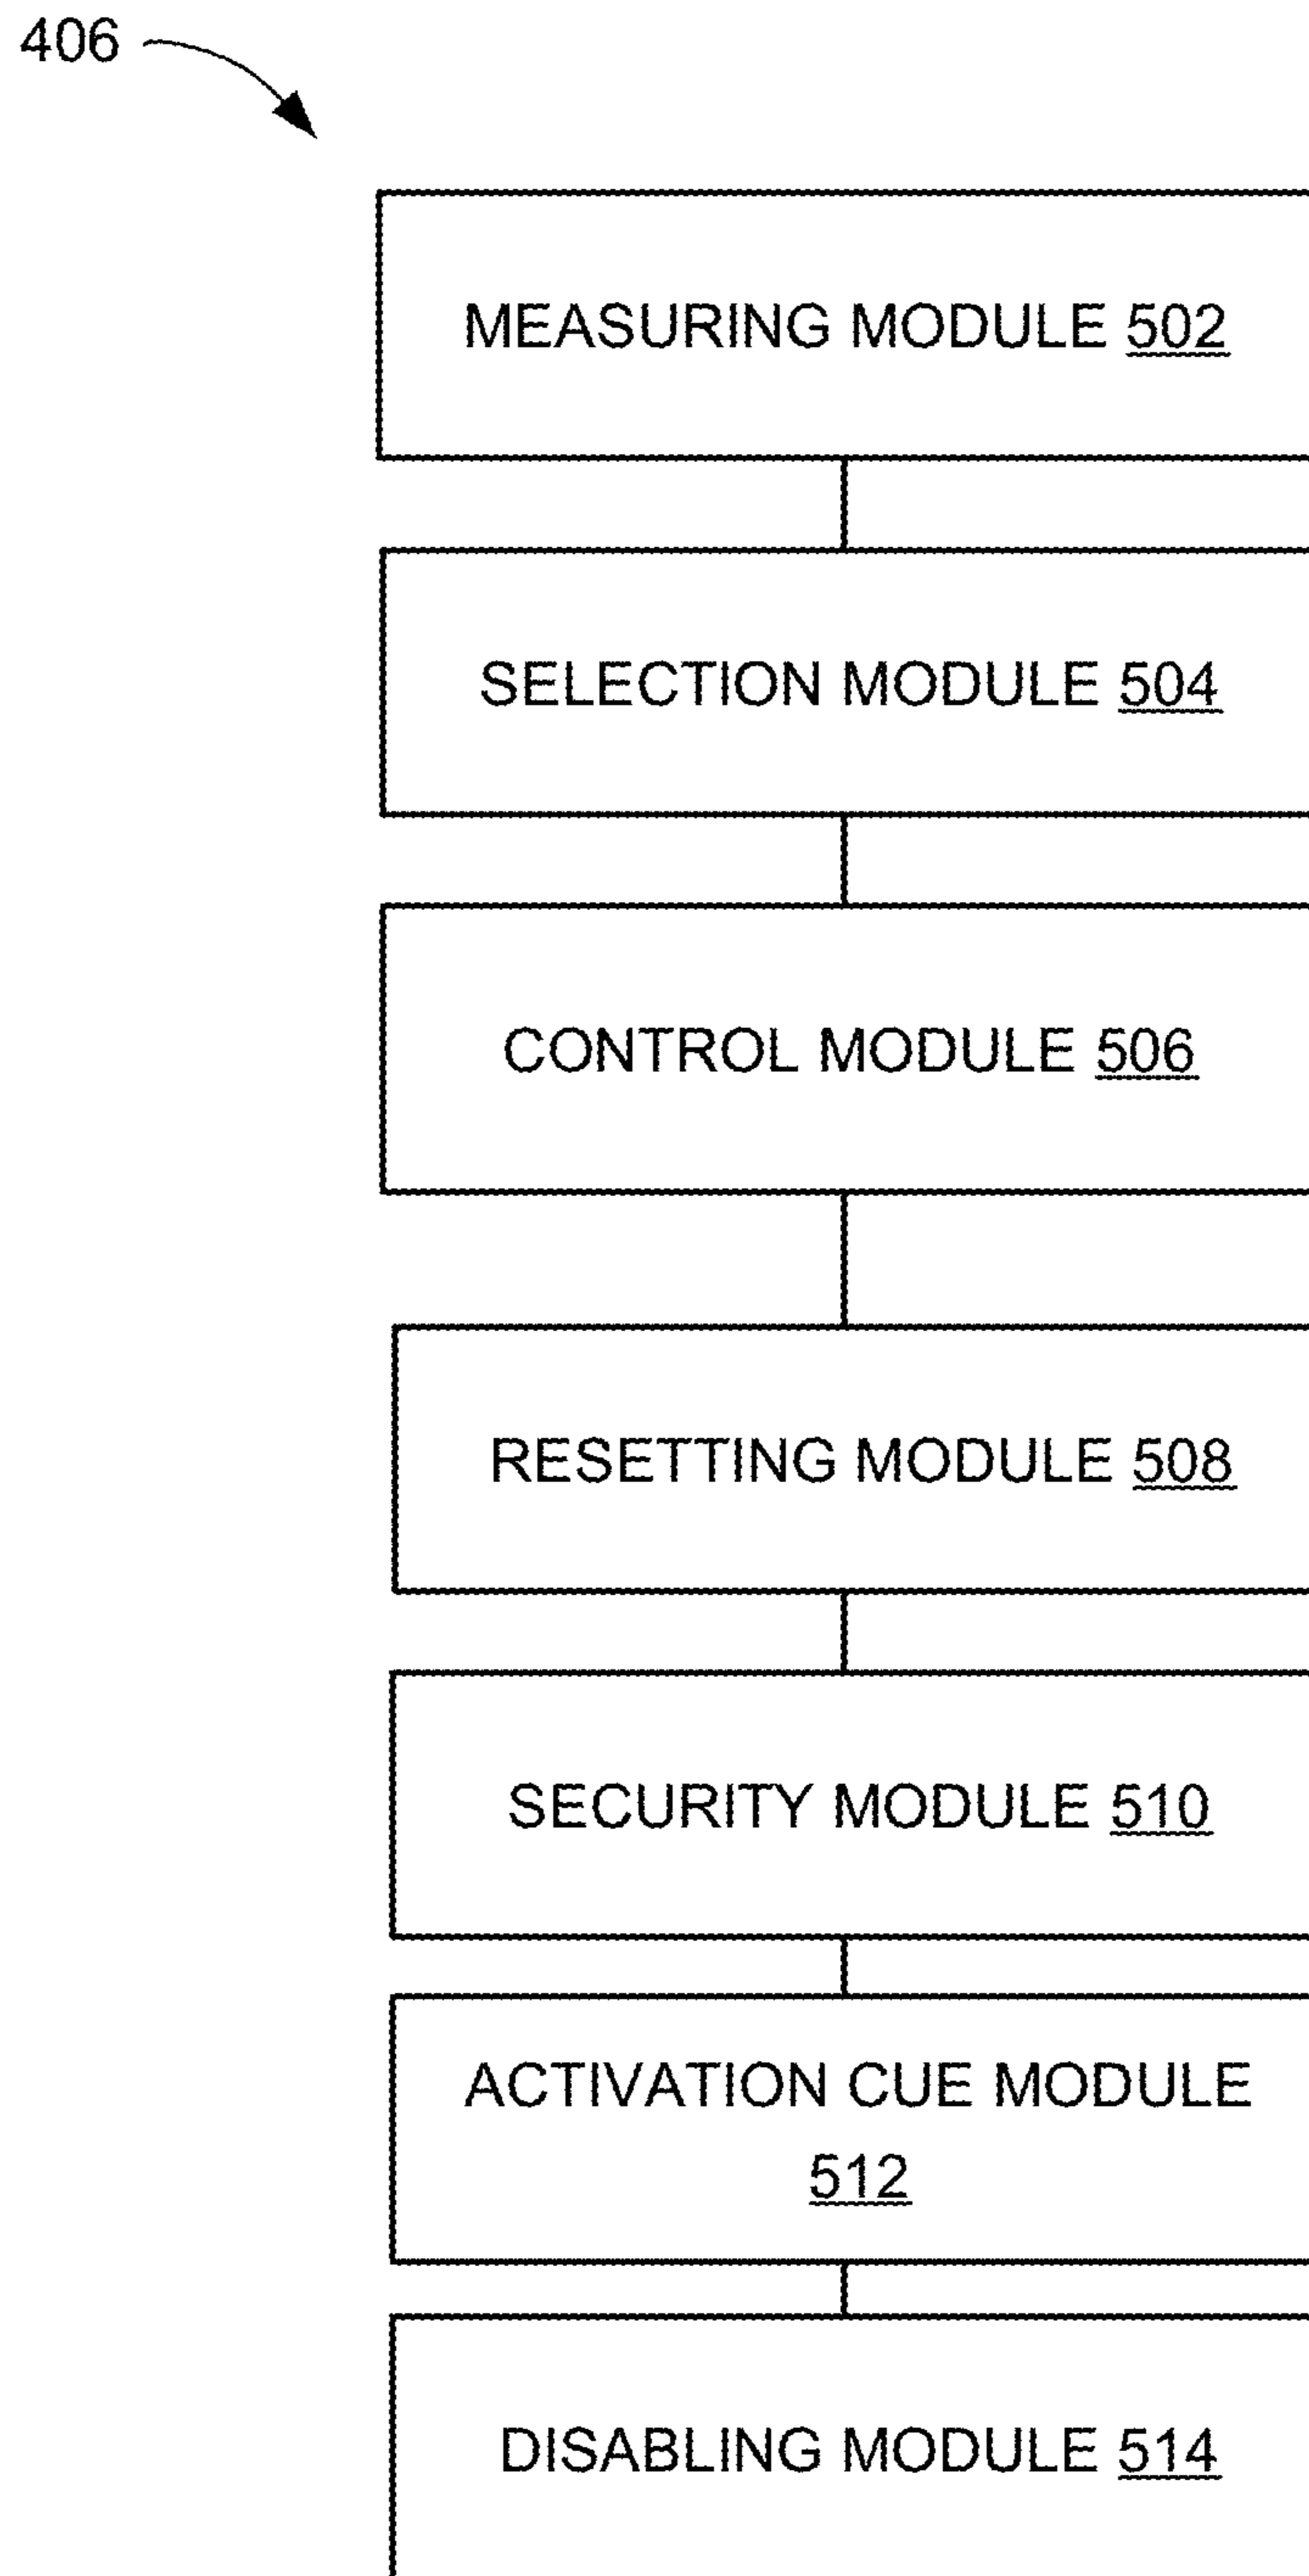 406
MEASURING MODULE 502
SELECTION MODULE 504
CONTROL MODULE 506
RESETTING MODULE 508
SECURITY MODULE 510
ACTIVATION CUE MODULE
512
DISABLING MODULE 514